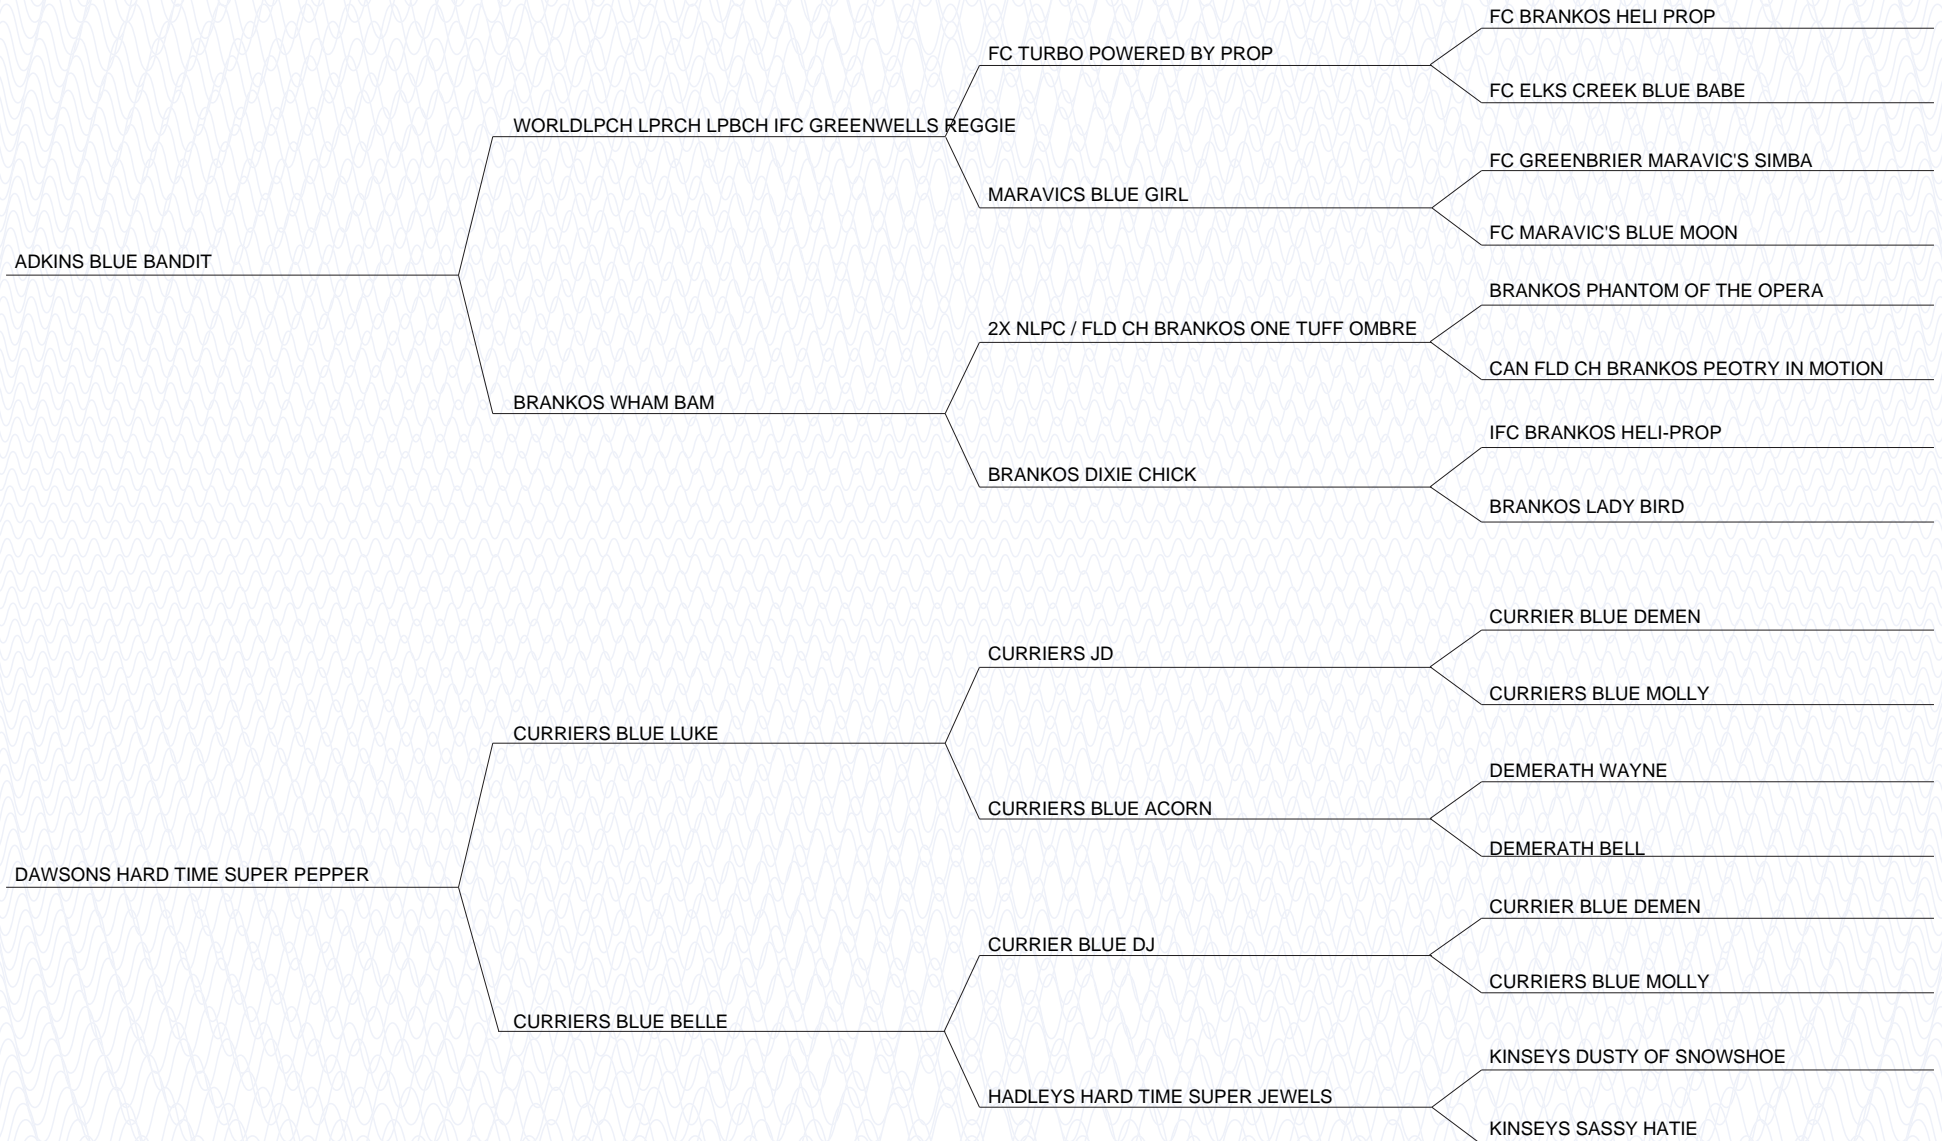 FC BRANKOS HELI PROP
FC TURBO POWERED BY PROP
FC ELKS CREEK BLUE BABE
WORLDLPCH LPRCH LPBCH IFC GREENWELLS REGGIE
FC GREENBRIER MARAVIC'S SIMBA
MARAVICS BLUE GIRL
FC MARAVIC'S BLUE MOON
ADKINS BLUE BANDIT
BRANKOS PHANTOM OF THE OPERA
2X NLPC / FLD CH BRANKOS ONE TUFF OMBRE
CAN FLD CH BRANKOS PEOTRY IN MOTION
BRANKOS WHAM BAM
IFC BRANKOS HELI-PROP
BRANKOS DIXIE CHICK
BRANKOS LADY BIRD
CURRIER BLUE DEMEN
CURRIERS JD
CURRIERS BLUE MOLLY
CURRIERS BLUE LUKE
DEMERATH WAYNE
CURRIERS BLUE ACORN
DEMERATH BELL
DAWSONS HARD TIME SUPER PEPPER
CURRIER BLUE DEMEN
CURRIER BLUE DJ
CURRIERS BLUE MOLLY
CURRIERS BLUE BELLE
KINSEYS DUSTY OF SNOWSHOE
HADLEYS HARD TIME SUPER JEWELS
KINSEYS SASSY HATIE